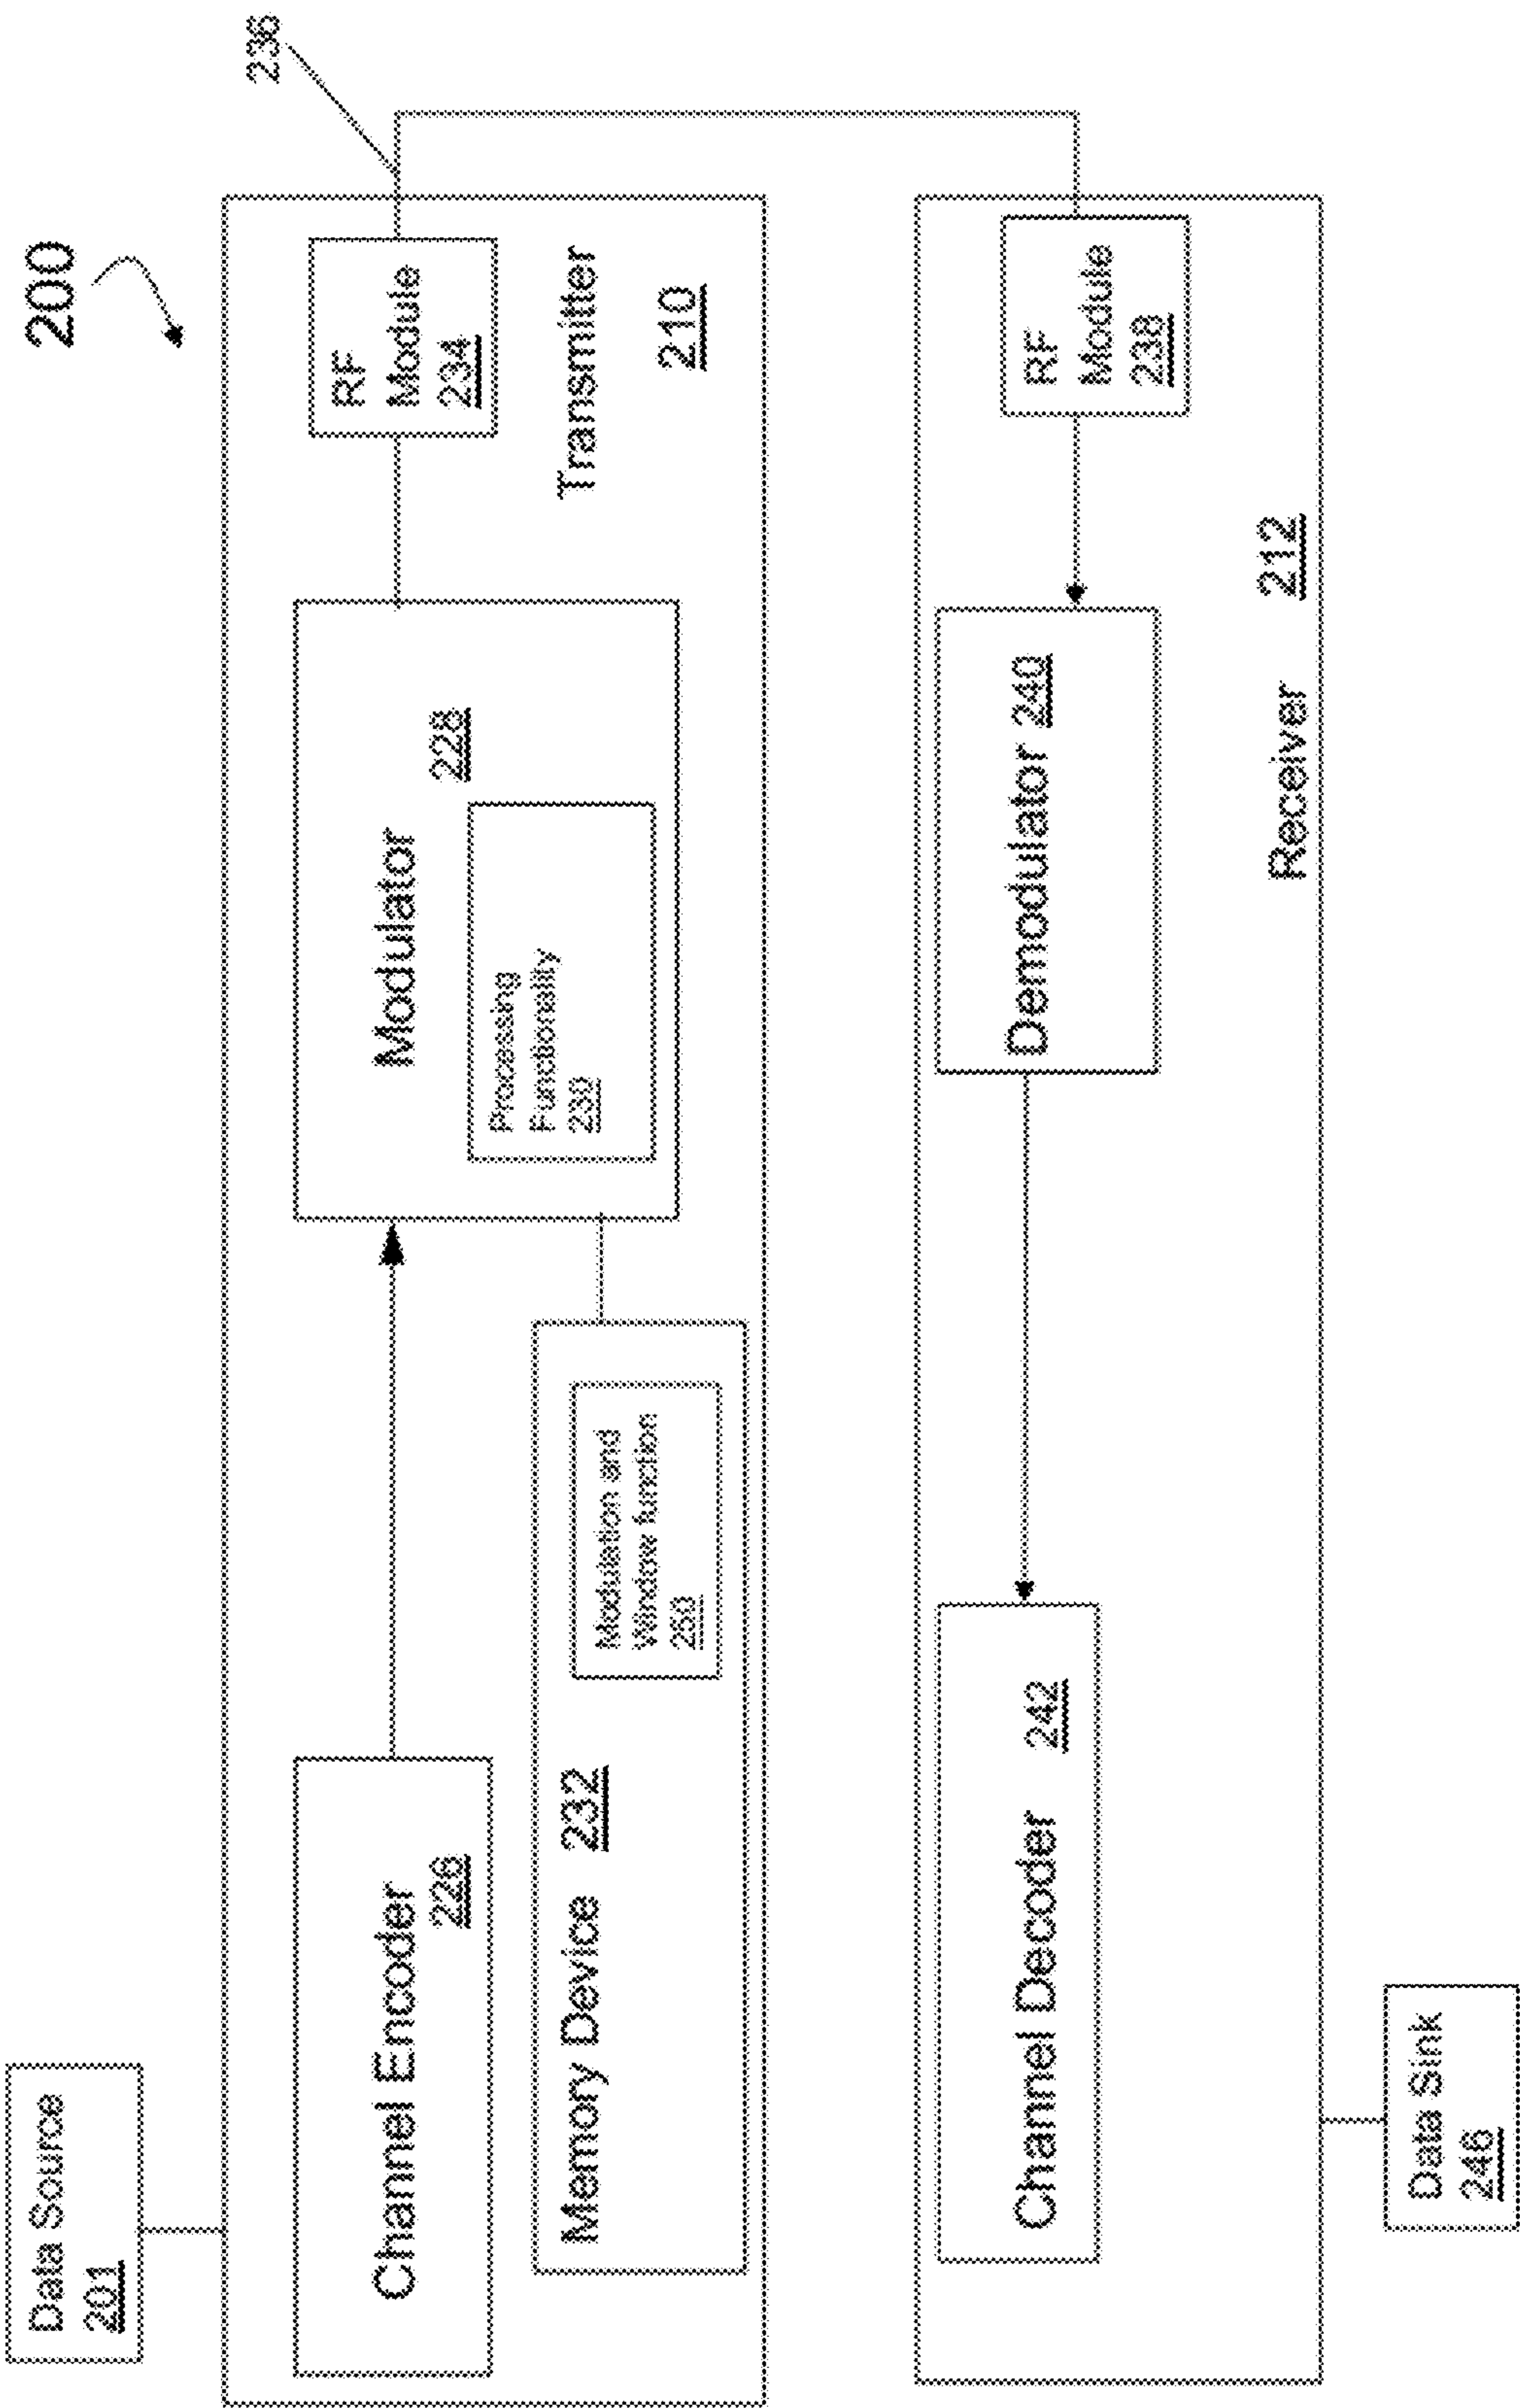 200
236
Data Source
201
Channel Encoder
226
Modulator
228
Processing
Functionality
230
RF
Module
234
Memory Device 232
Modulation and
Window function
250
Transmitter
210
Channel Decoder 242
Demodulator 240
RF
Module
238
Receiver 212
Data Sink
246